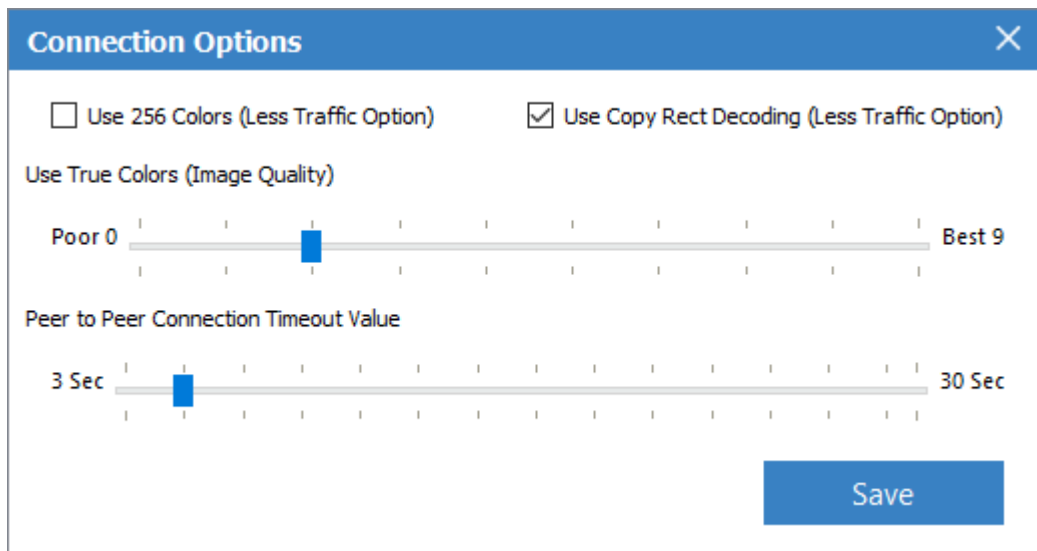 Connection Options
Use 256 Colors (Less Traffic Option) Use Copy Rect Decoding (Less Traffic Option)
Use True Colors (Image Quality)
Poor 0 Best 9
Peer to Peer Connection Timeout Value
3 Sec 30 Sec
Save